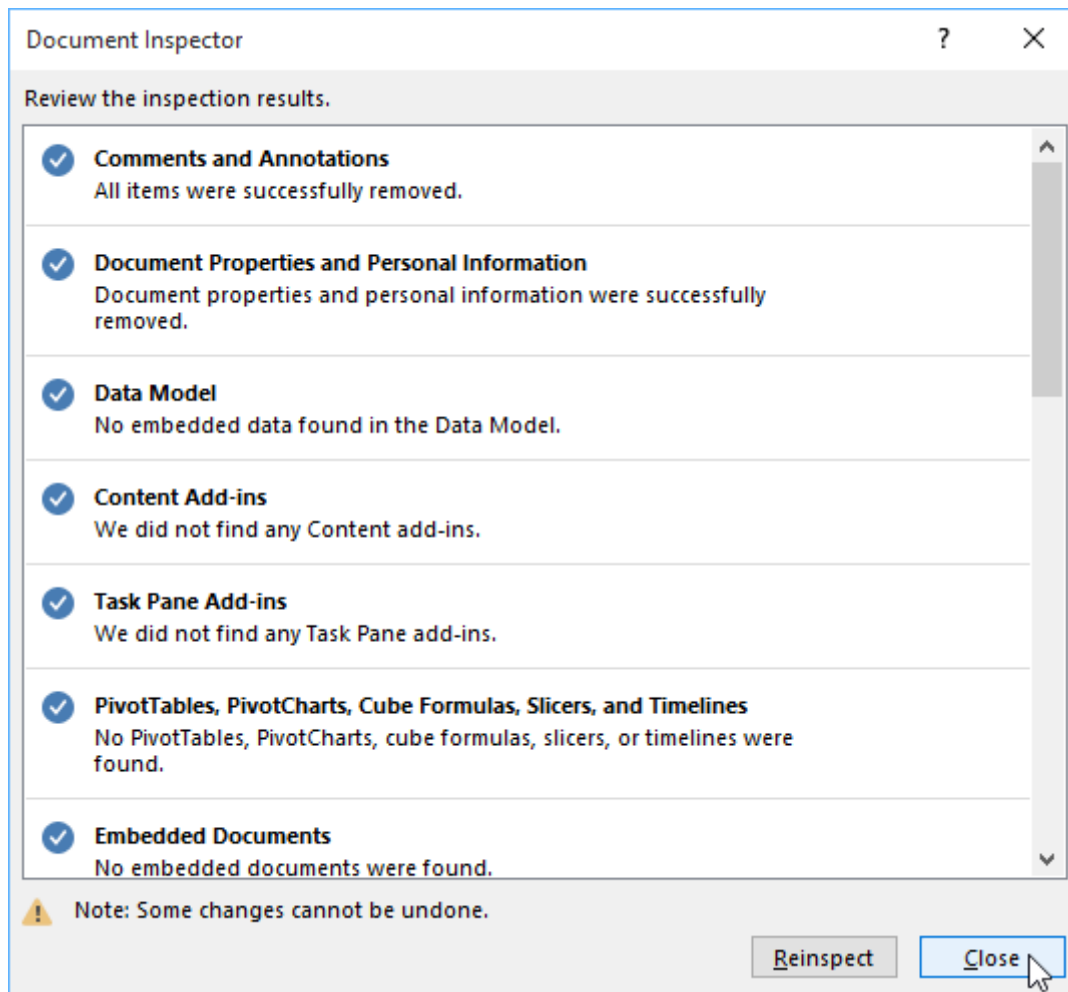 Document Inspector
?
Review the inspection results.
Comments and Annotations
All items were successfully removed.
Document Properties and Personal Information
Document properties and personal information were successfully
removed.
Data Model
No embedded data found in the Data Model.
Content Add-ins
We did not find any Content add-ins.
Task Pane Add-ins
We did not find any Task Pane add-ins.
PivotTables, PivotCharts, Cube Formulas, Slicers, and Timelines
No PivotTables, PivotCharts, cube formulas, slicers, or timelines were
found.
Embedded Documents
No embedded documents were found.
Note: Some changes cannot be undone.
Reinspect
Close